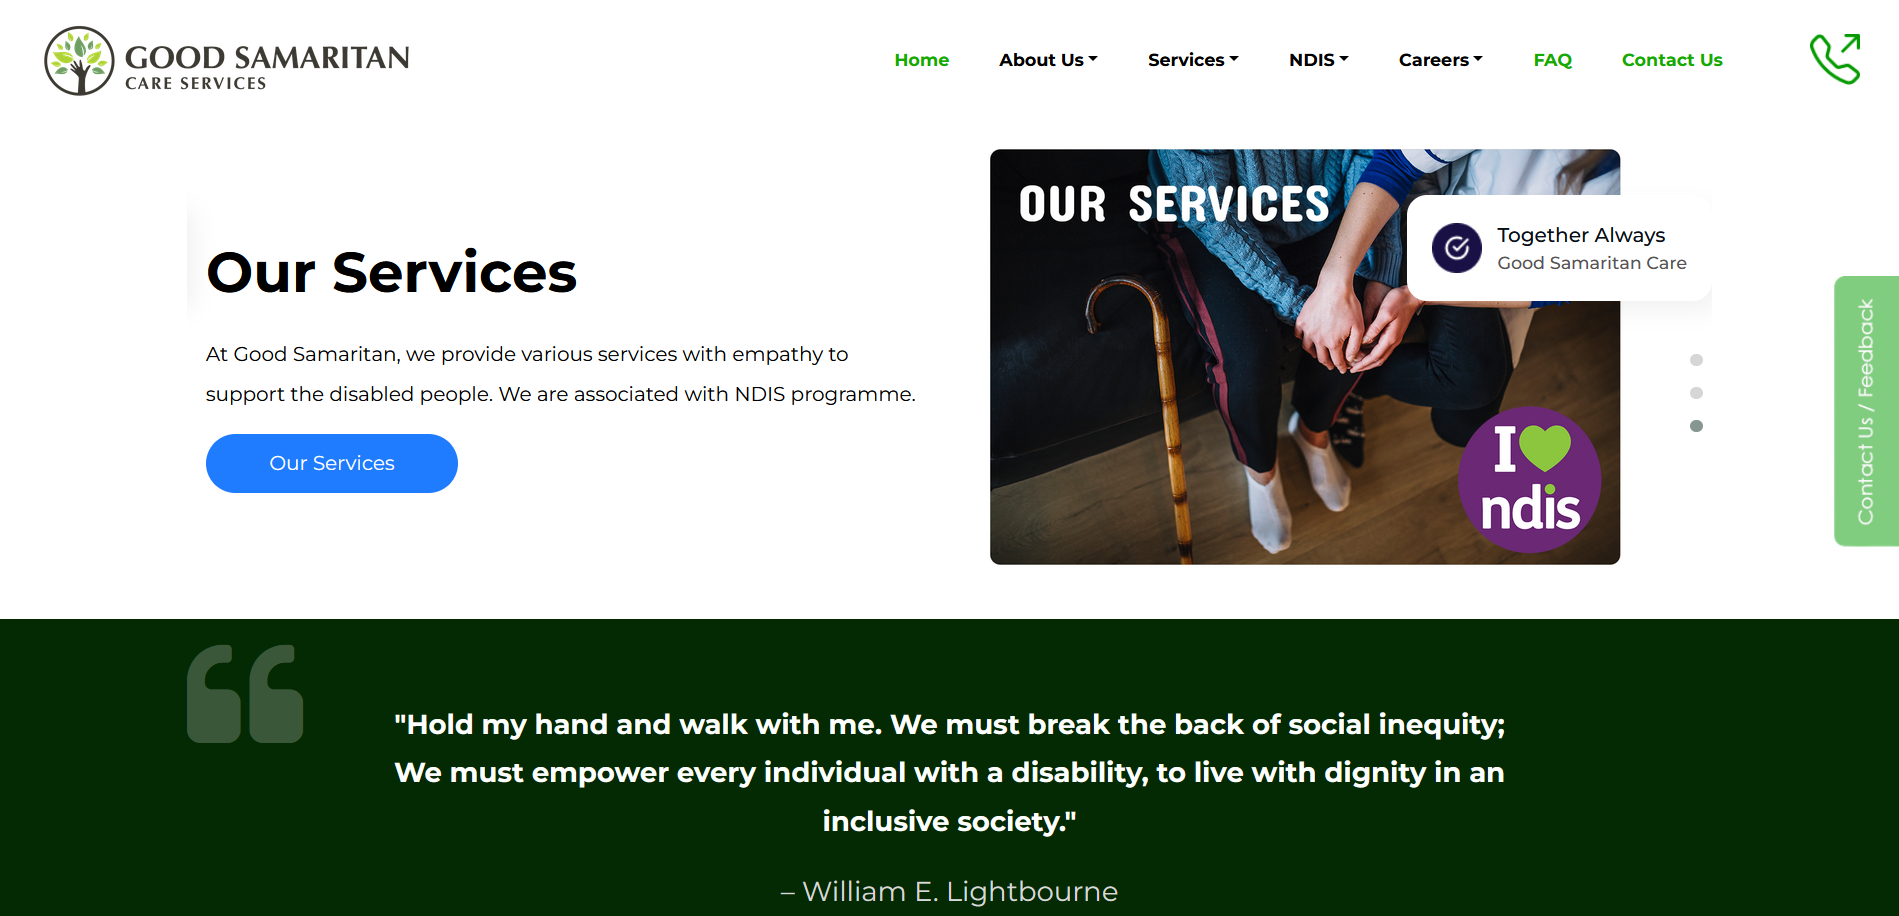 GOOD SAMARITAN
CARE SERVICES
Home
About Us
Services
NDIS
Careers
FAQ
Contact Us
Our Services
At Good Samaritan, we provide various services with empathy to
support the disabled people. We are associated with NDIS programme.
Our Services
OUR SERVICES
Together Always
Good Samaritan Care
I
ndis
Contact Us / Feedback
"Hold my hand and walk with me. We must break the back of social inequity;
We must empower every individual with a disability, to live with dignity in an
inclusive society."
– William E. Lightbourne